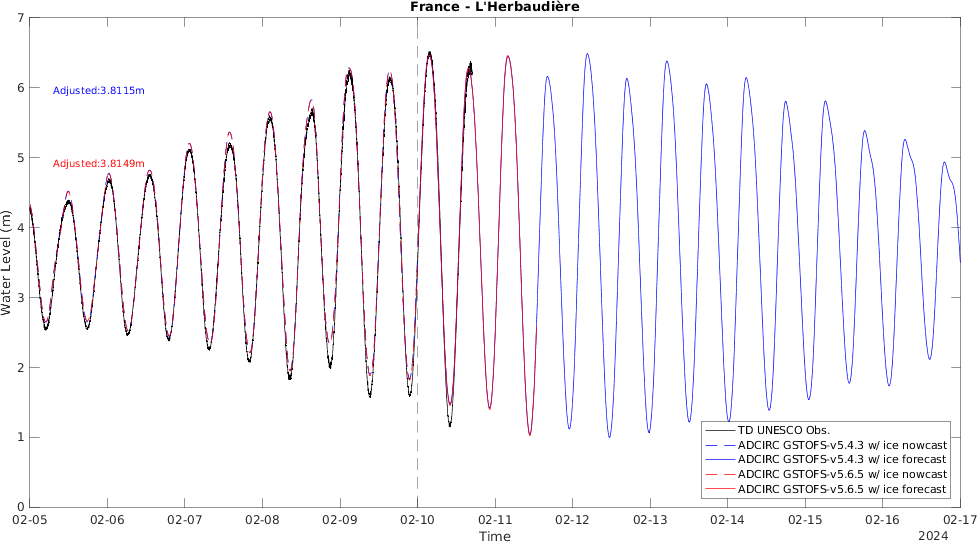 France - L'Herbaudière
7
6
5
4
3
2
1
0
Water Level (m)
Adjusted:3.8115m
Adjusted:3.8149m
TD UNESCO Obs.
ADCIRC GSTOFS-v5.4.3 w/ ice nowcast
ADCIRC GSTOFS-v5.4.3 w/ ice forecast
ADCIRC GSTOFS-v5.6.5 w/ ice nowcast
ADCIRC GSTOFS-v5.6.5 w/ ice forecast
02-05 02-06 02-07 02-08 02-09 02-10 02-11 02-12 02-13 02-14 02-15 02-16 02-17
Time
2024